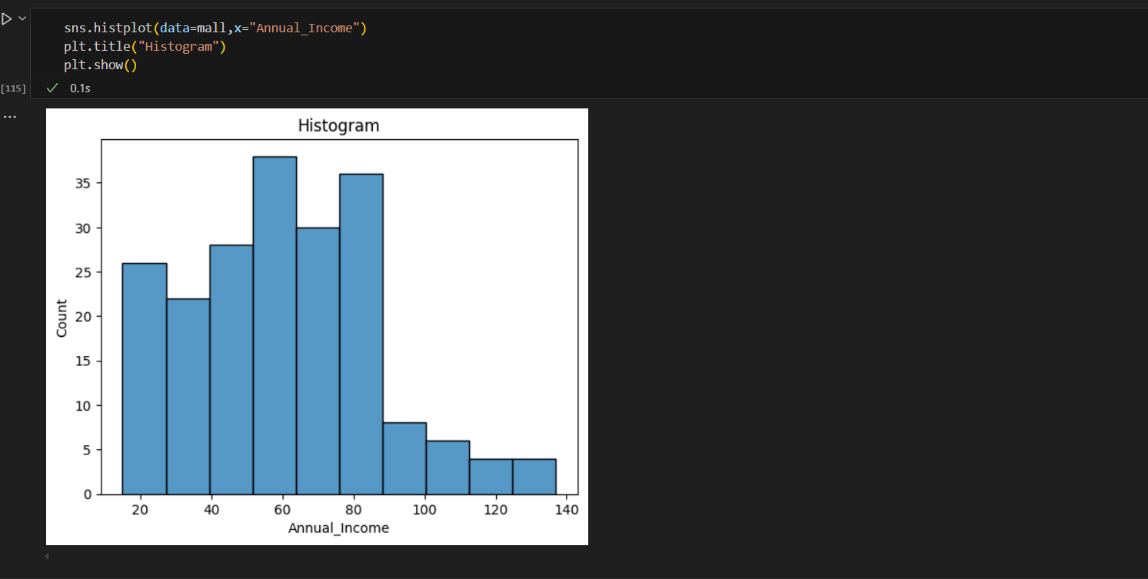 sns.histplot(data=mall,x="Annual_Income")
plt.title("Histogram")
plt.show()
[115]
0.1s
...
Histogram
Count
35
30
25
20
15
10
5
0
20 40 60 80 100 120 140
Annual_Income